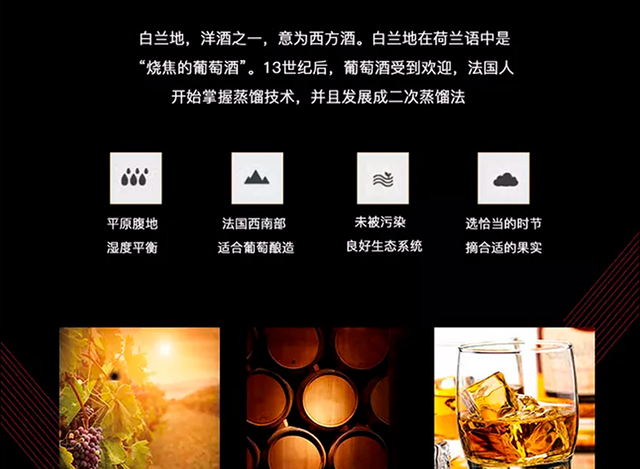 白兰地，洋酒之一，意为西方酒。白兰地在荷兰语中是
“烧焦的葡萄酒”。13世纪后，葡萄酒受到欢迎，法国人
开始掌握蒸馏技术，并且发展成二次蒸馏法
平原腹地
湿度平衡
法国西南部
适合葡萄酿造
未被污染
良好生态系统
选恰当的时节
摘合适的果实